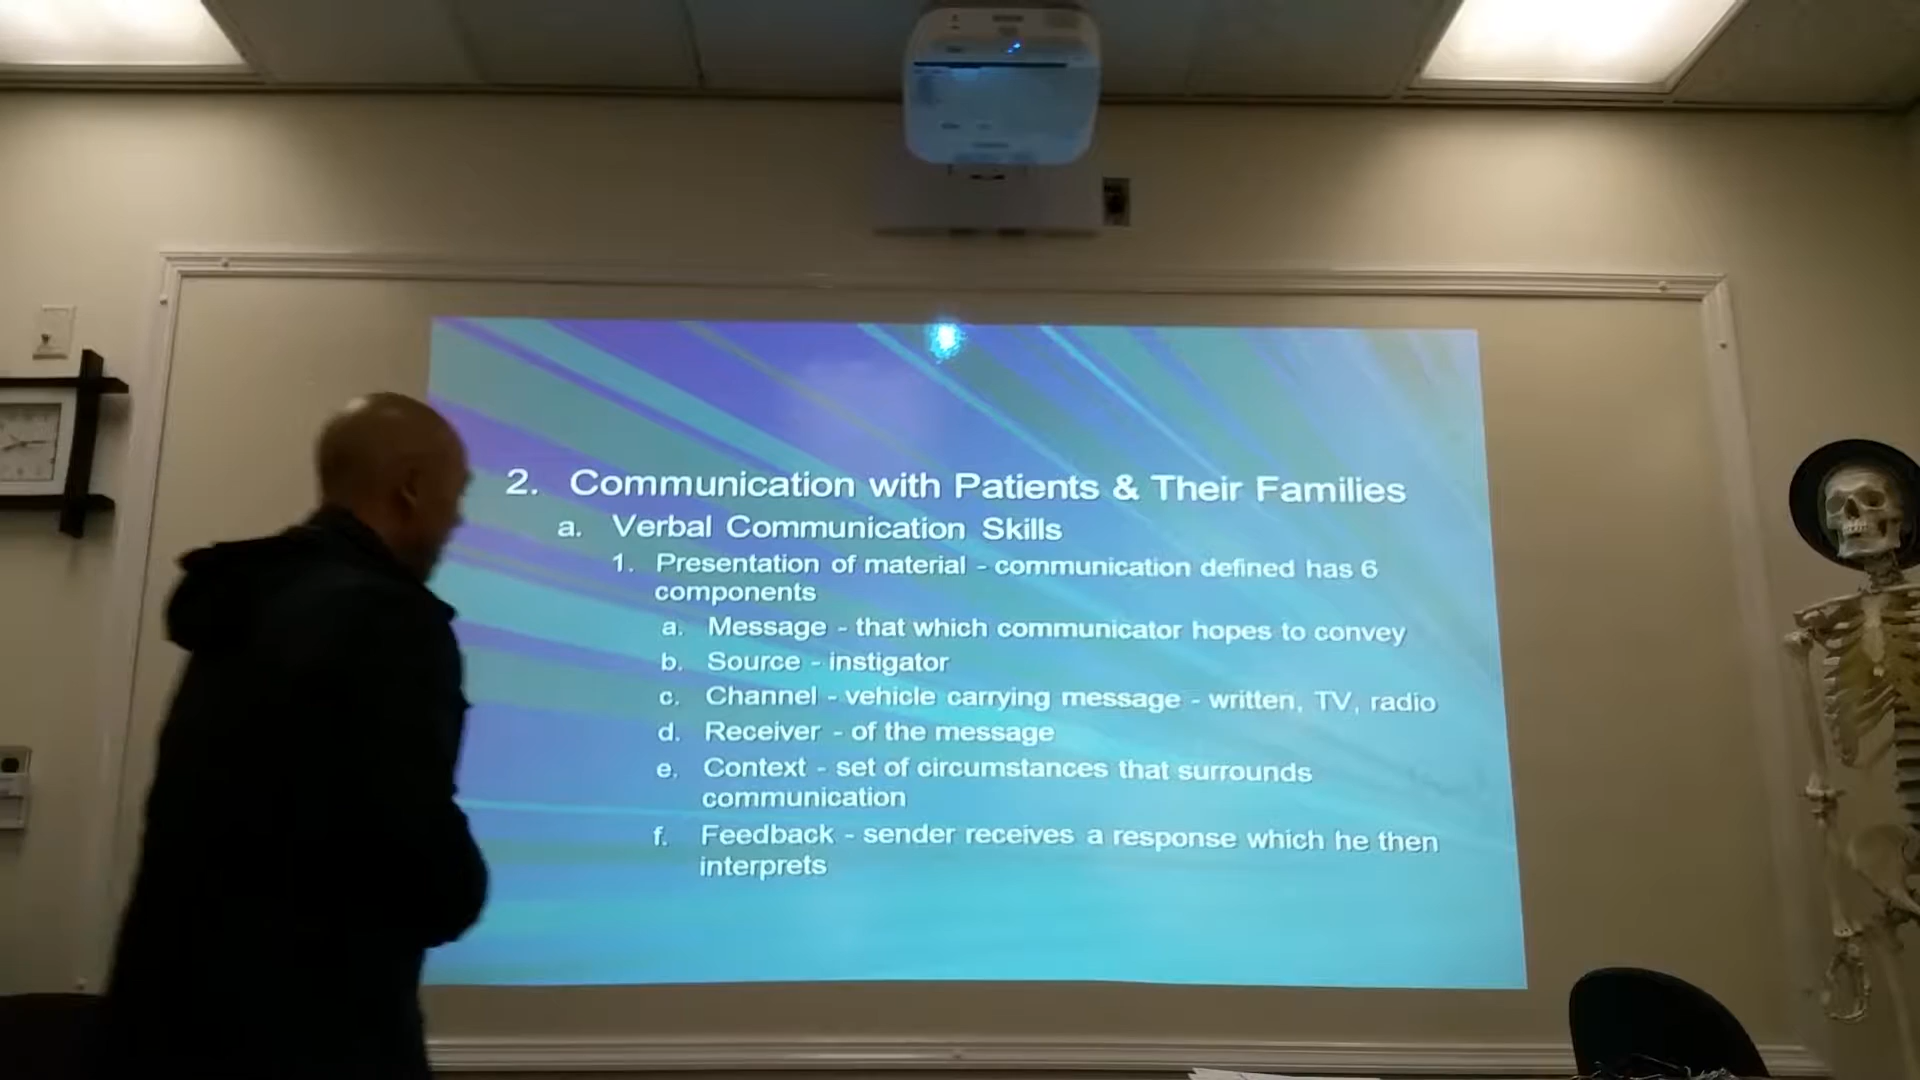 2. Communication with Patients & Their Families
a. Verbal Communication Skills
1. Presentation of material - communication defined has 6
components
a. Message - that which communicator hopes to convey
b. Source - instigator
c. Channel - vehicle carrying message - written, TV, radio
d. Receiver - of the message
e. Context - set of circumstances that surrounds
communication
f. Feedback - sender receives a response which he then
interprets